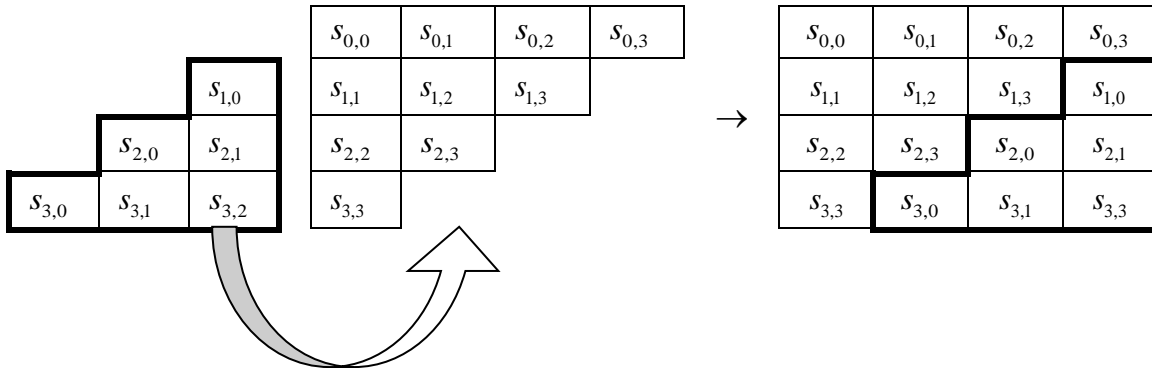 s0,0 s0,1 s0,2 s0,3 s0,0 s0,1 s0,2 s0,3
s1,0 s1,1 s1,2 s1,3 → s1,1 s1,2 s1,3 s1,0
s2,0 s2,1 s2,2 s2,3 s2,2 s2,3 s2,0 s2,1
s3,0 s3,1 s3,2 s3,3 s3,3 s3,0 s3,1 s3,3